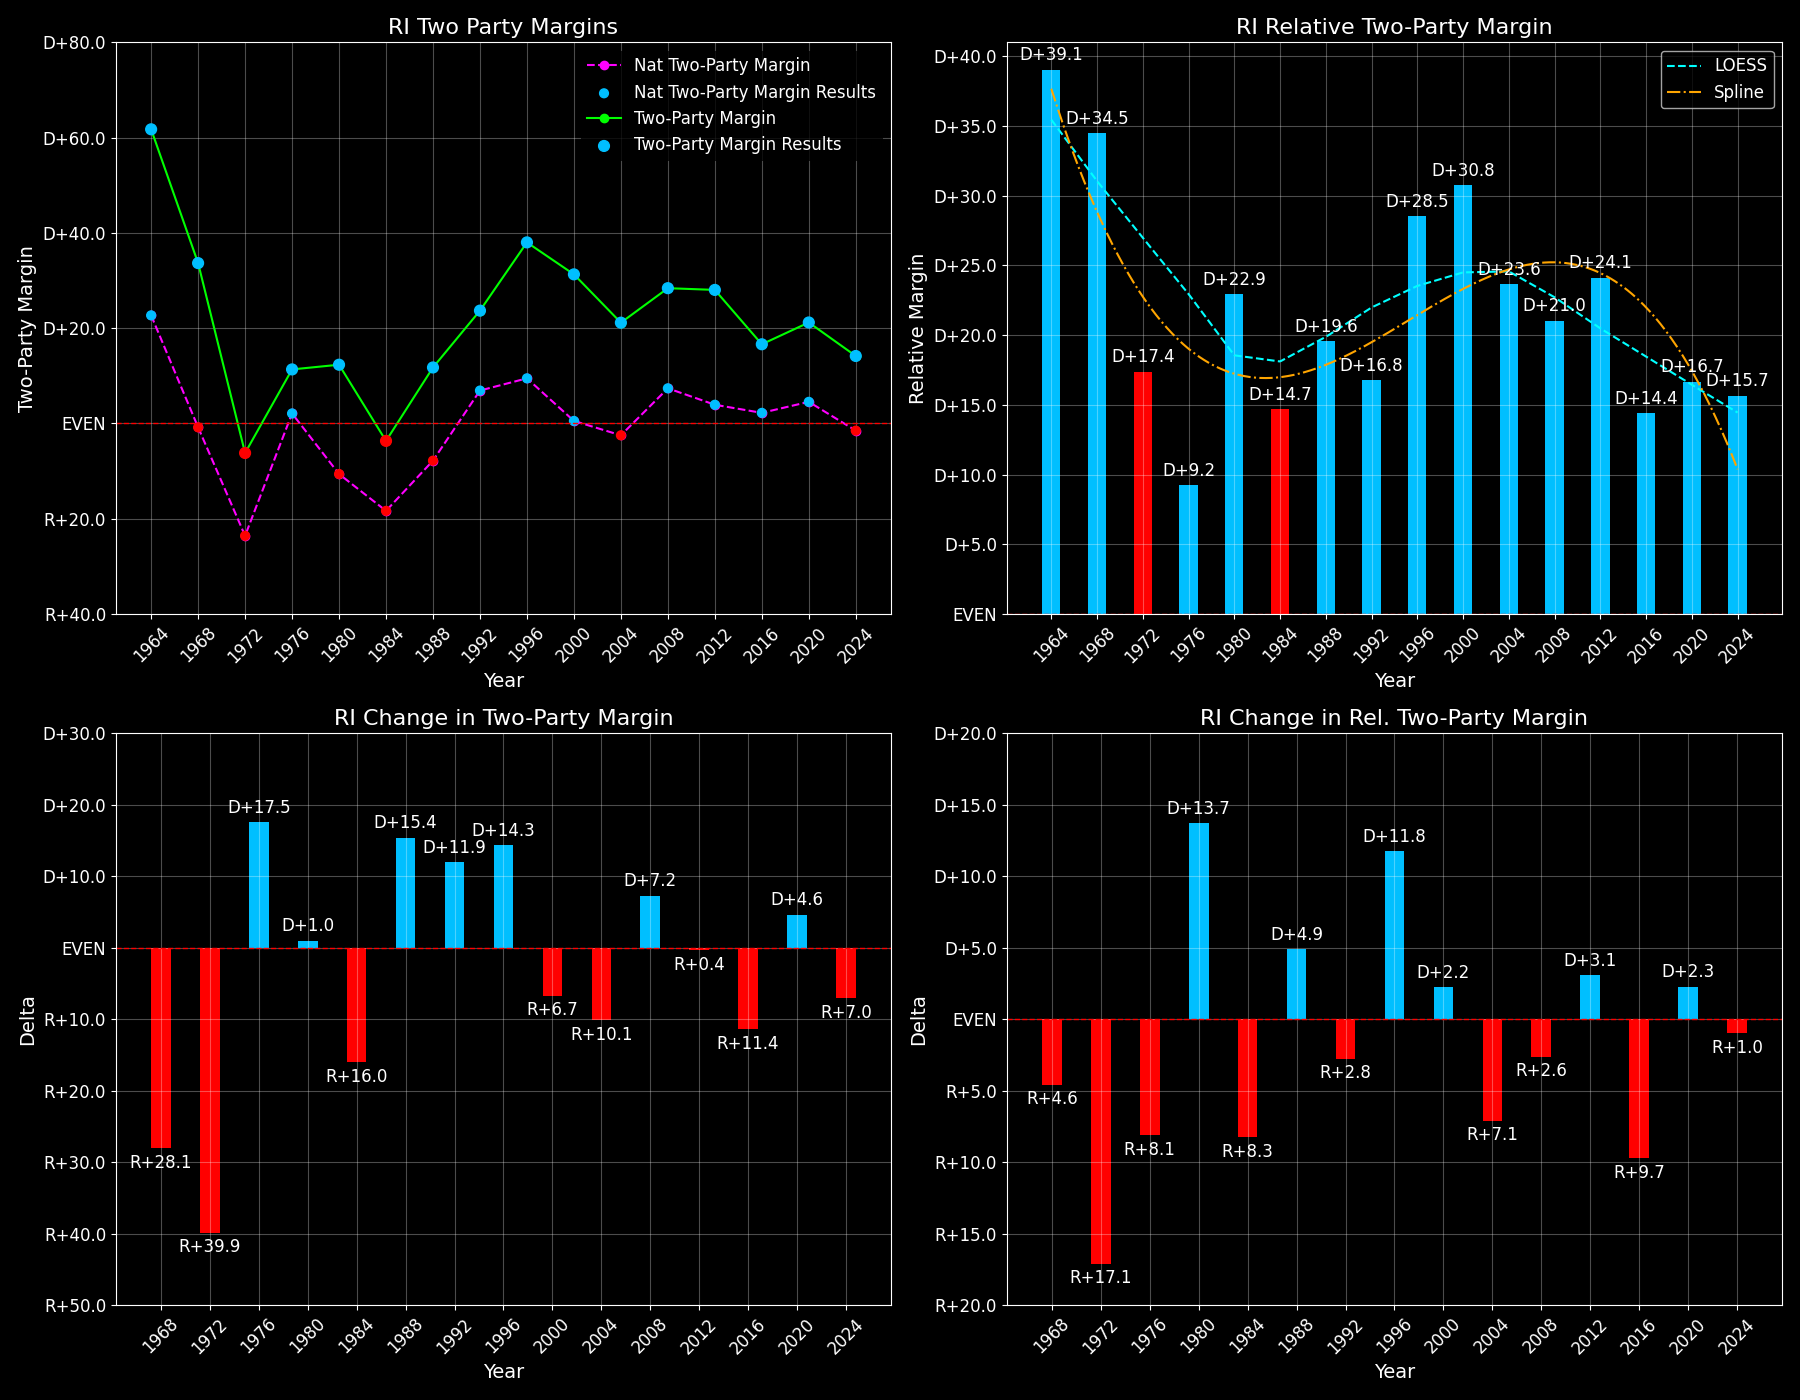 RI Two Party Margins
D+80.0
D+60.0
D+40.0
D+20.0
EVEN
R+20.0
R+40.0
Two-Party Margin
Nat Two-Party Margin
Nat Two-Party Margin Results
Two-Party Margin
Two-Party Margin Results
1964 1968 1972 1976 1980 1984 1988 1992 1996 2000 2004 2008 2012 2016 2020 2024
Year
RI Relative Two-Party Margin
D+40.0
D+35.0
D+30.0
D+25.0
D+20.0
D+15.0
D+10.0
D+5.0
EVEN
Relative Margin
LOESS
Spline
D+39.1
D+34.5
D+17.4
D+9.2
D+22.9
D+14.7
D+19.6
D+16.8
D+28.5
D+30.8
D+23.6
D+21.0
D+24.1
D+14.4
D+16.7
D+15.7
1964 1968 1972 1976 1980 1984 1988 1992 1996 2000 2004 2008 2012 2016 2020 2024
Year
RI Change in Two-Party Margin
D+30.0
D+20.0
D+10.0
EVEN
R+10.0
R+20.0
R+30.0
R+40.0
R+50.0
Delta
R+28.1
R+39.9
D+17.5
D+1.0
R+16.0
D+15.4
D+11.9
D+14.3
R+6.7
R+10.1
D+7.2
R+0.4
R+11.4
D+4.6
R+7.0
1968 1972 1976 1980 1984 1988 1992 1996 2000 2004 2008 2012 2016 2020 2024
Year
RI Change in Rel. Two-Party Margin
D+20.0
D+15.0
D+10.0
D+5.0
EVEN
R+5.0
R+10.0
R+15.0
R+20.0
Delta
R+4.6
R+17.1
R+8.1
D+13.7
R+8.3
D+4.9
R+2.8
D+11.8
D+2.2
R+7.1
R+2.6
D+3.1
R+9.7
D+2.3
R+1.0
1968 1972 1976 1980 1984 1988 1992 1996 2000 2004 2008 2012 2016 2020 2024
Year